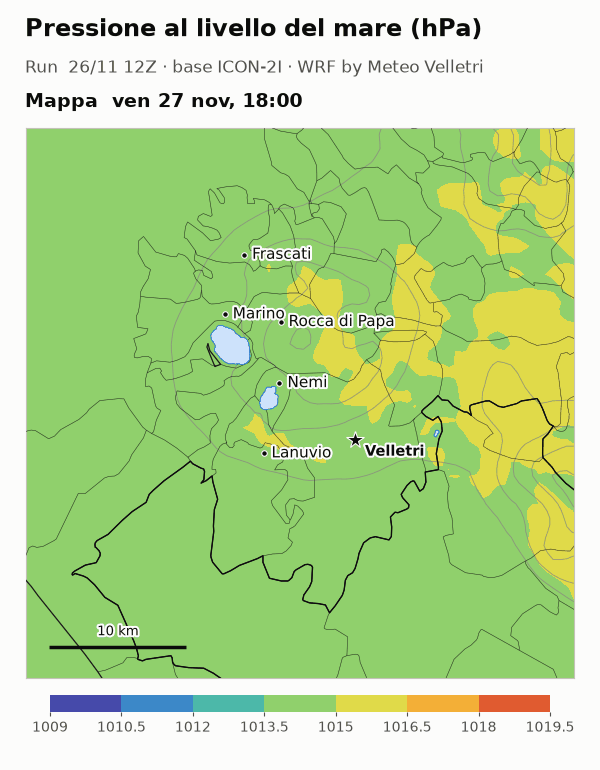 Pressione al livello del mare (hPa)
Run  26/11 12Z · base ICON-2I · WRF by Meteo Velletri
Mappa  ven 27 nov, 18:00
Frascati
Marino
Rocca di Papa
Nemi
Velletri
Lanuvio
10 km
1009 1010.5 1012 1013.5 1015 1016.5 1018 1019.5